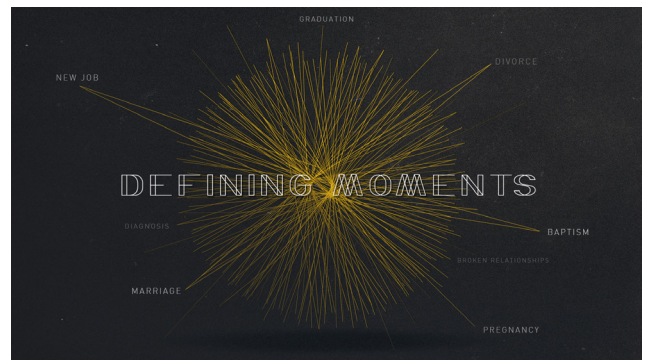 GRADUATION
DIVORCE
NEW JOB
DEFINING MOMENTS
DIAGNOSIS
BAPTISM
BROKEN RELATIONSHIPS
MARRIAGE
PREGNANCY